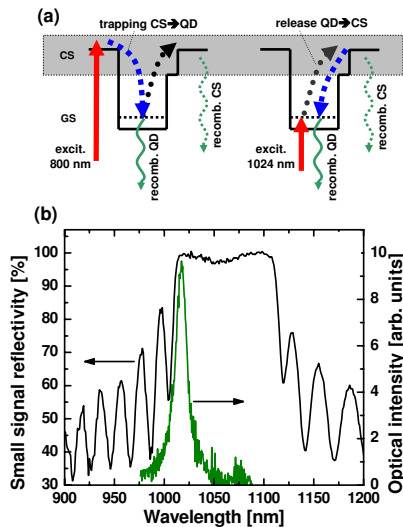 (a)
trapping CS➔QD
release QD➔CS
CS
GS
excit.
800 nm
recomb. QD
recomb. CS
excit.
1024 nm
recomb. QD
recomb. CS
(b)
Small signal reflectivity [%]
100
90
80
70
60
50
40
30
10
8
6
4
2
0
Optical intensity [arb. units]
900 950 1000 1050 1100 1150 1200
Wavelength [nm]